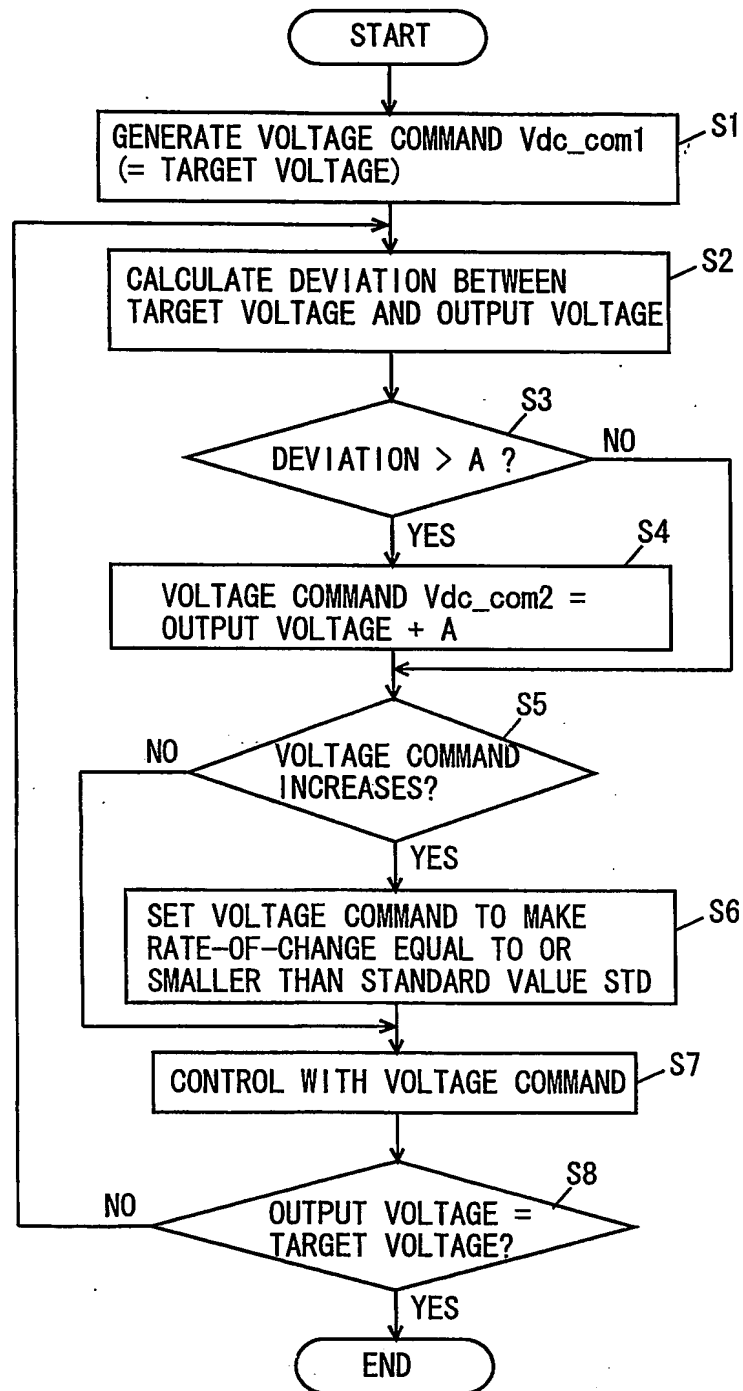 START
S1
GENERATE VOLTAGE COMMAND Vdc_com1
(= TARGET VOLTAGE)
S2
CALCULATE DEVIATION BETWEEN
TARGET VOLTAGE AND OUTPUT VOLTAGE
S3
DEVIATION > A ?
NO
YES
S4
VOLTAGE COMMAND Vdc_com2 =
OUTPUT VOLTAGE + A
S5
NO
VOLTAGE COMMAND
INCREASES?
YES
S6
SET VOLTAGE COMMAND TO MAKE
RATE-OF-CHANGE EQUAL TO OR
SMALLER THAN STANDARD VALUE STD
S7
CONTROL WITH VOLTAGE COMMAND
S8
NO
OUTPUT VOLTAGE =
TARGET VOLTAGE?
YES
END